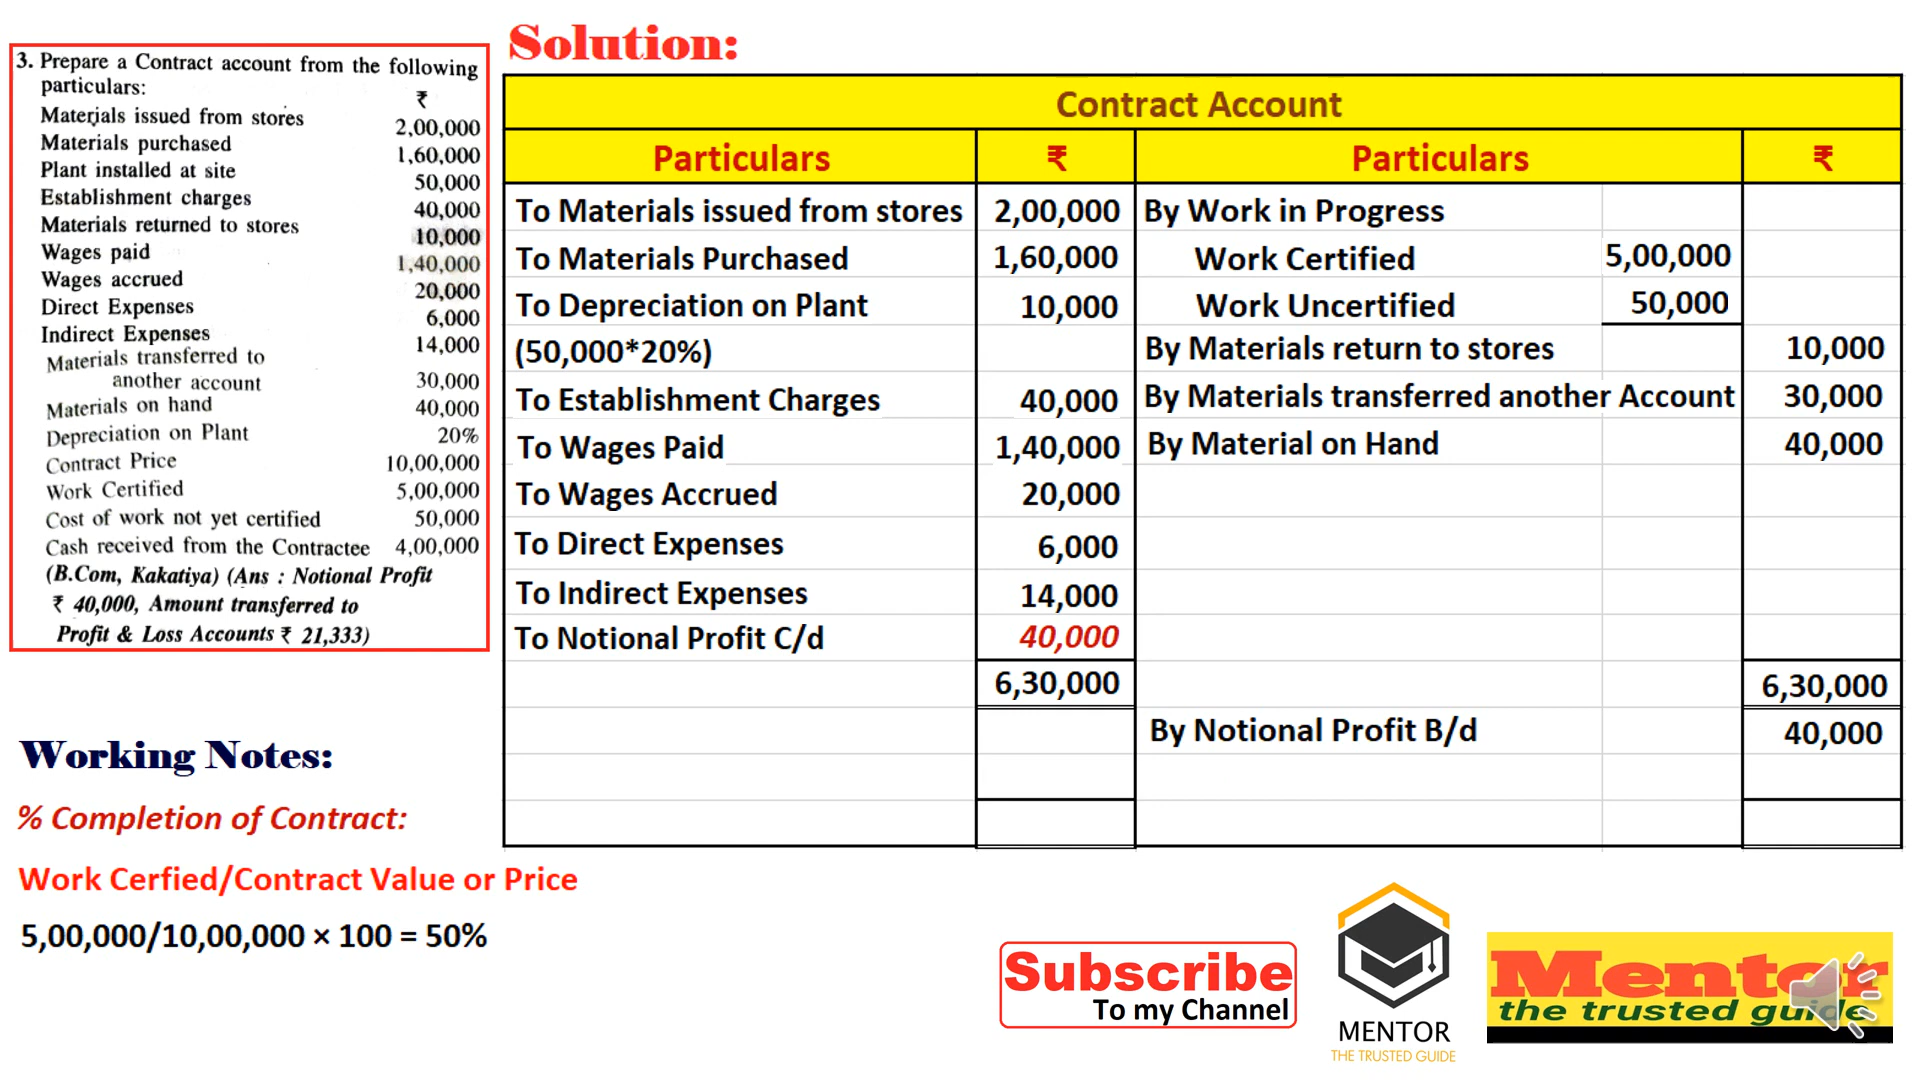 3. Prepare a Contract account from the following
particulars:
₹
Materials issued from stores 2,00,000
Materials purchased 1,60,000
Plant installed at site 50,000
Establishment charges 40,000
Materials returned to stores 10,000
Wages paid 1,40,000
Wages accrued 20,000
Direct Expenses 6,000
Indirect Expenses 14,000
Materials transferred to
another account 30,000
Materials on hand 40,000
Depreciation on Plant 20%
Contract Price 10,00,000
Work Certified 5,00,000
Cost of work not yet certified 50,000
Cash received from the Contractee 4,00,000
(B.Com, Kakatiya) (Ans : Notional Profit
₹ 40,000, Amount transferred to
Profit & Loss Accounts ₹ 21,333)
Solution:
Contract Account
Particulars ₹ Particulars ₹
To Materials issued from stores 2,00,000 By Work in Progress
To Materials Purchased 1,60,000 Work Certified 5,00,000
To Depreciation on Plant 10,000 Work Uncertified 50,000
(50,000*20%) By Materials return to stores 10,000
To Establishment Charges 40,000 By Materials transferred another Account 30,000
To Wages Paid 1,40,000 By Material on Hand 40,000
To Wages Accrued 20,000
To Direct Expenses 6,000
To Indirect Expenses 14,000
To Notional Profit C/d 40,000
6,30,000 6,30,000
By Notional Profit B/d 40,000
Working Notes:
% Completion of Contract:
Work Cerfied/Contract Value or Price
5,00,000/10,00,000 × 100 = 50%
Subscribe
To my Channel
MENTOR
THE TRUSTED GUIDE
Mentor
the trusted guide